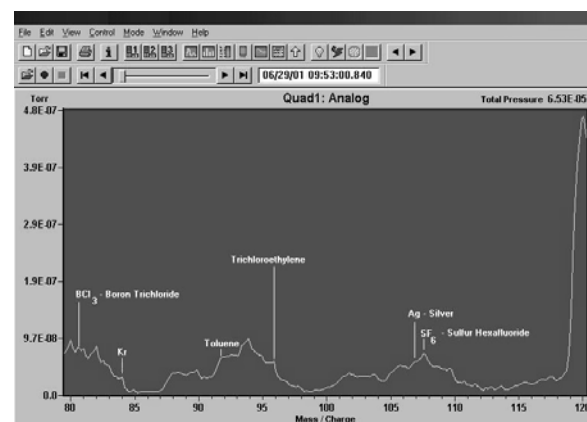 File Edit View Control Mode Window Help
06/29/01 09:53:00.840
Torr Quad1: Analog Total Pressure 6.53E-05
4.8E-07
3.9E-07
2.9E-07
Trichloroethylene
1.9E-07
BCl3 - Boron Trichloride
Ag - Silver
SF6 - Sulfur Hexafluoride
9.7E-08
Toluene
Kr
0.0
80 85 90 95 100 105 110 115 120
Mass / Charge